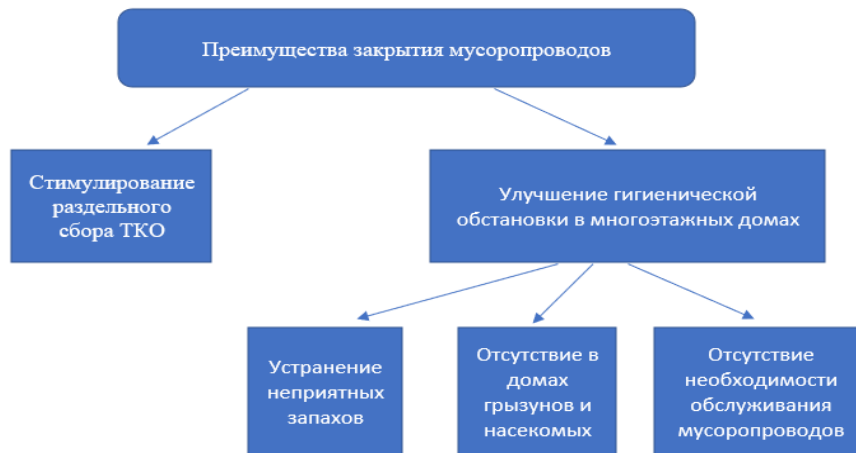 Преимущества закрытия мусоропроводов
Стимулирование
раздельного
сбора ТКО
Улучшение гигиенической
обстановки в многоэтажных домах
Устранение
неприятных
запахов
Отсутствие в
домах
грызунов и
насекомых
Отсутствие
необходимости
обслуживания
мусоропроводов